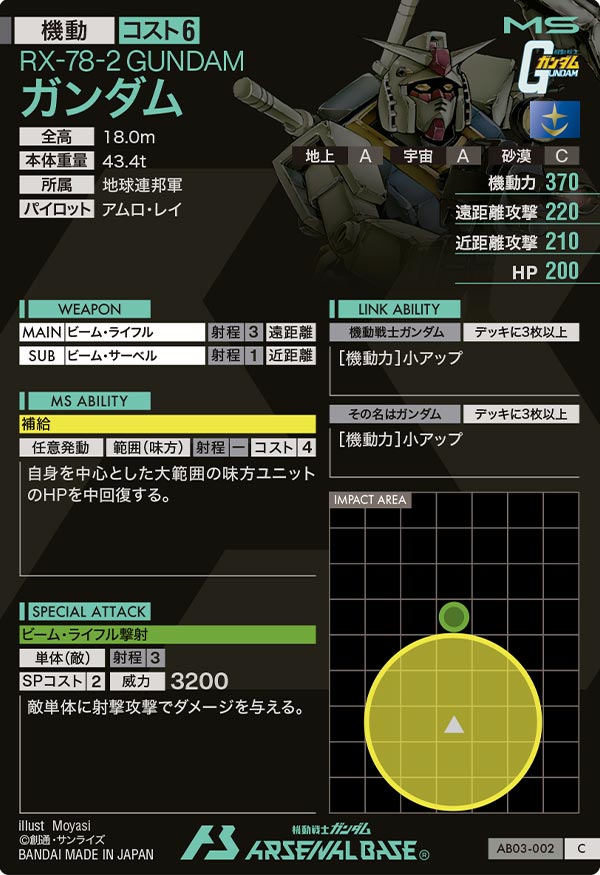 機動 コスト6
MS
RX-78-2 GUNDAM
ガンダム
機動戦士
ガンダム
GUNDAM
全高 18.0m
本体重量 43.4t
所属 地球連邦軍
パイロット アムロ・レイ
地上 A 宇宙 A 砂漠 C
機動力 370
遠距離攻撃 220
近距離攻撃 210
HP 200
WEAPON
MAIN ビーム・ライフル 射程 3 遠距離
SUB ビーム・サーベル 射程 1 近距離
MS ABILITY
補給
任意発動 範囲(味方) 射程 － コスト 4
自身を中心とした大範囲の味方ユニット
のHPを中回復する。
SPECIAL ATTACK
ビーム・ライフル撃射
単体(敵) 射程 3
SPコスト 2 威力 3200
敵単体に射撃攻撃でダメージを与える。
LINK ABILITY
機動戦士ガンダム デッキに3枚以上
[機動力]小アップ
その名はガンダム デッキに3枚以上
[機動力]小アップ
IMPACT AREA
illust Moyasi
©創通・サンライズ
BANDAI MADE IN JAPAN
機動戦士ガンダム
ARSENAL BASE®
AB03-002 C